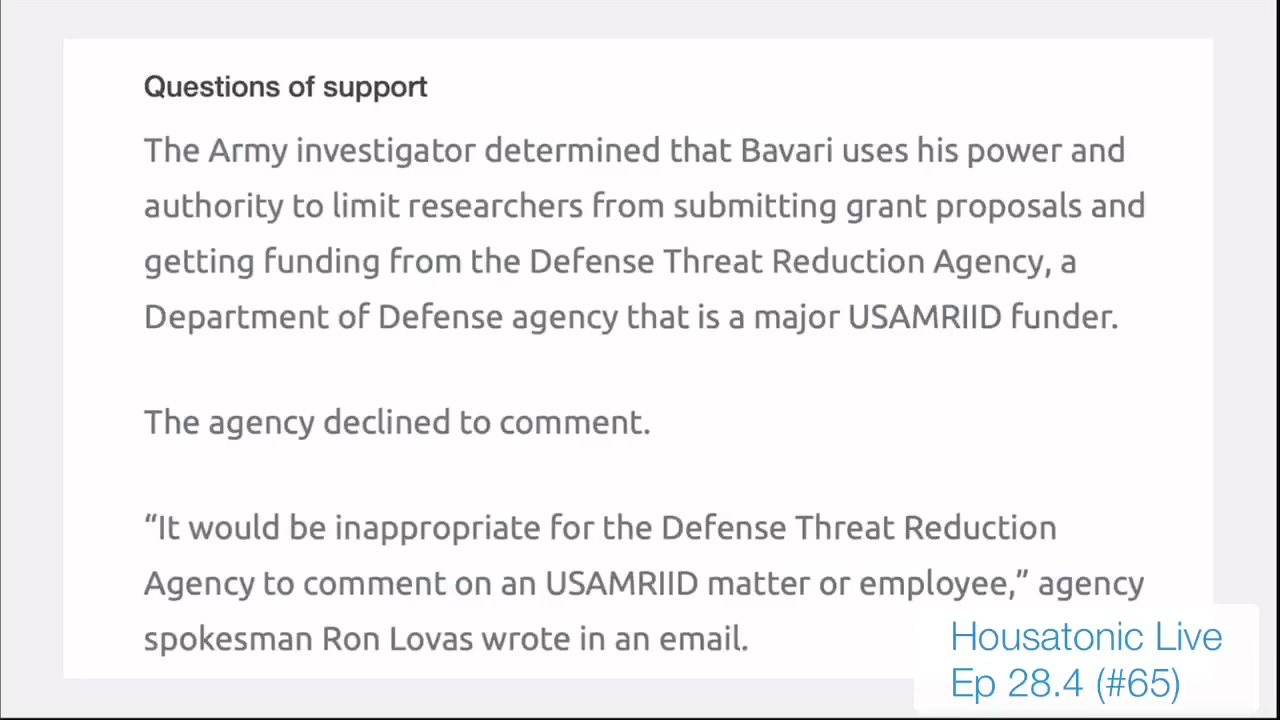 Questions of support
The Army investigator determined that Bavari uses his power and
authority to limit researchers from submitting grant proposals and
getting funding from the Defense Threat Reduction Agency, a
Department of Defense agency that is a major USAMRIID funder.
The agency declined to comment.
“It would be inappropriate for the Defense Threat Reduction
Agency to comment on an USAMRIID matter or employee,” agency
spokesman Ron Lovas wrote in an email.
Housatonic Live
Ep 28.4 (#65)